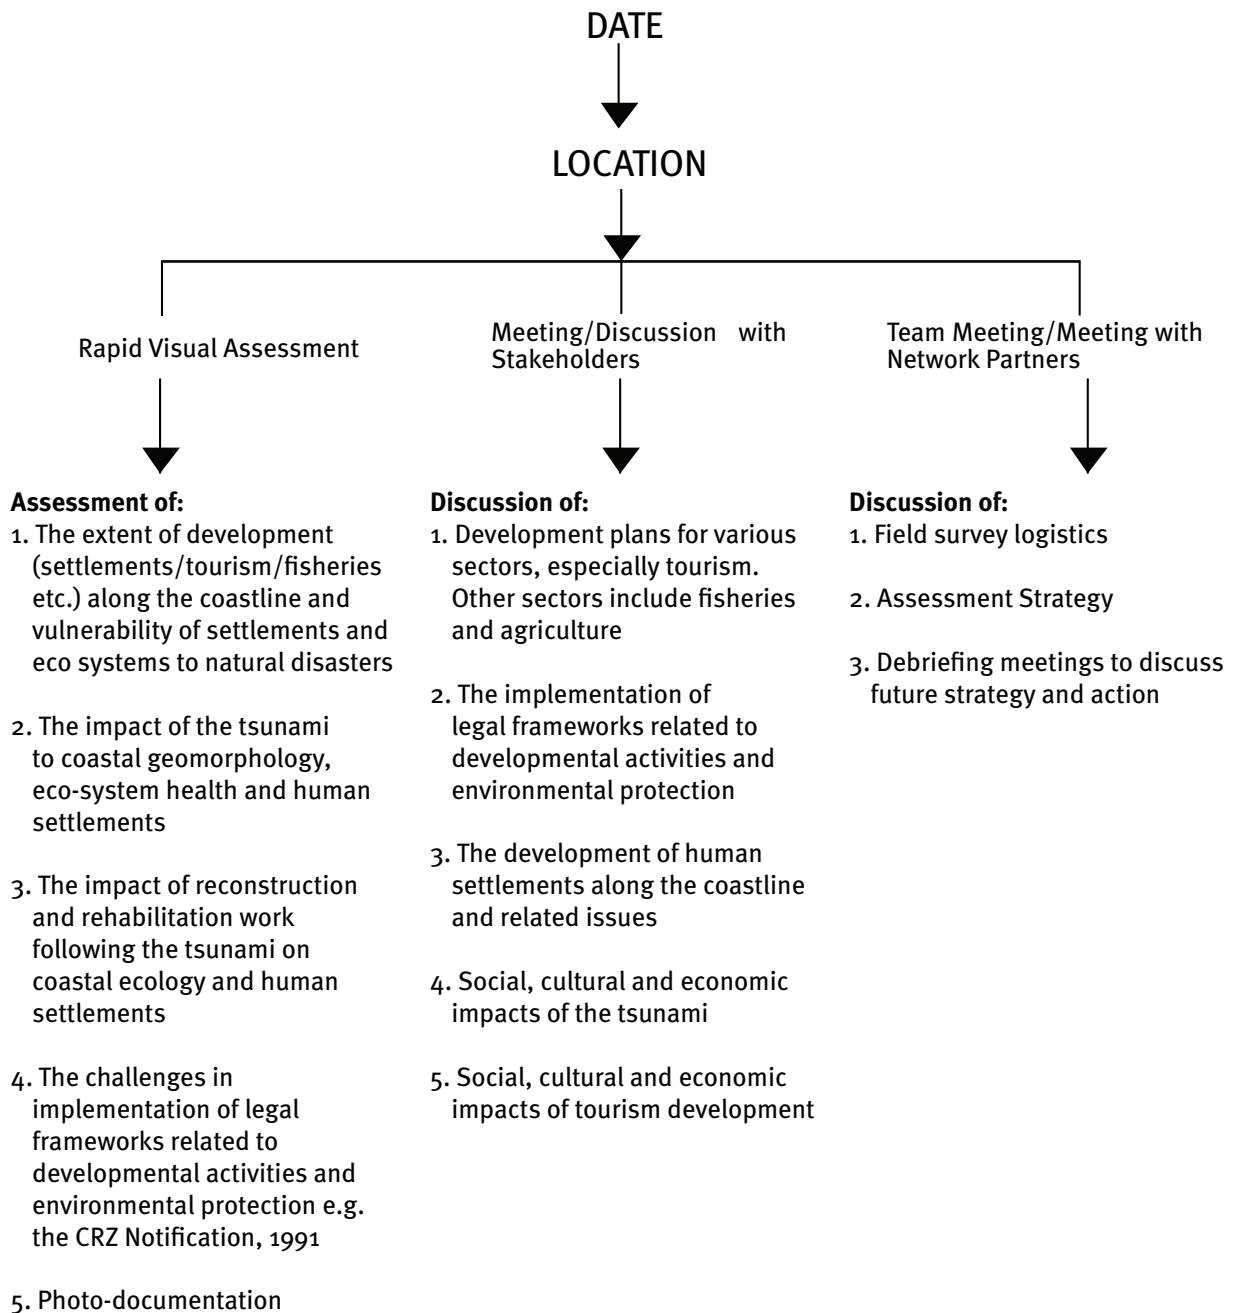 DATE
LOCATION
Rapid Visual Assessment
Meeting/Discussion with
Stakeholders
Team Meeting/Meeting with
Network Partners
Assessment of:
1. The extent of development
(settlements/tourism/fisheries
etc.) along the coastline and
vulnerability of settlements and
eco systems to natural disasters
2. The impact of the tsunami
to coastal geomorphology,
eco-system health and human
settlements
3. The impact of reconstruction
and rehabilitation work
following the tsunami on
coastal ecology and human
settlements
4. The challenges in
implementation of legal
frameworks related to
developmental activities and
environmental protection e.g.
the CRZ Notification, 1991
5. Photo-documentation
Discussion of:
1. Development plans for various
sectors, especially tourism.
Other sectors include fisheries
and agriculture
2. The implementation of
legal frameworks related to
developmental activities and
environmental protection
3. The development of human
settlements along the coastline
and related issues
4. Social, cultural and economic
impacts of the tsunami
5. Social, cultural and economic
impacts of tourism development
Discussion of:
1. Field survey logistics
2. Assessment Strategy
3. Debriefing meetings to discuss
future strategy and action